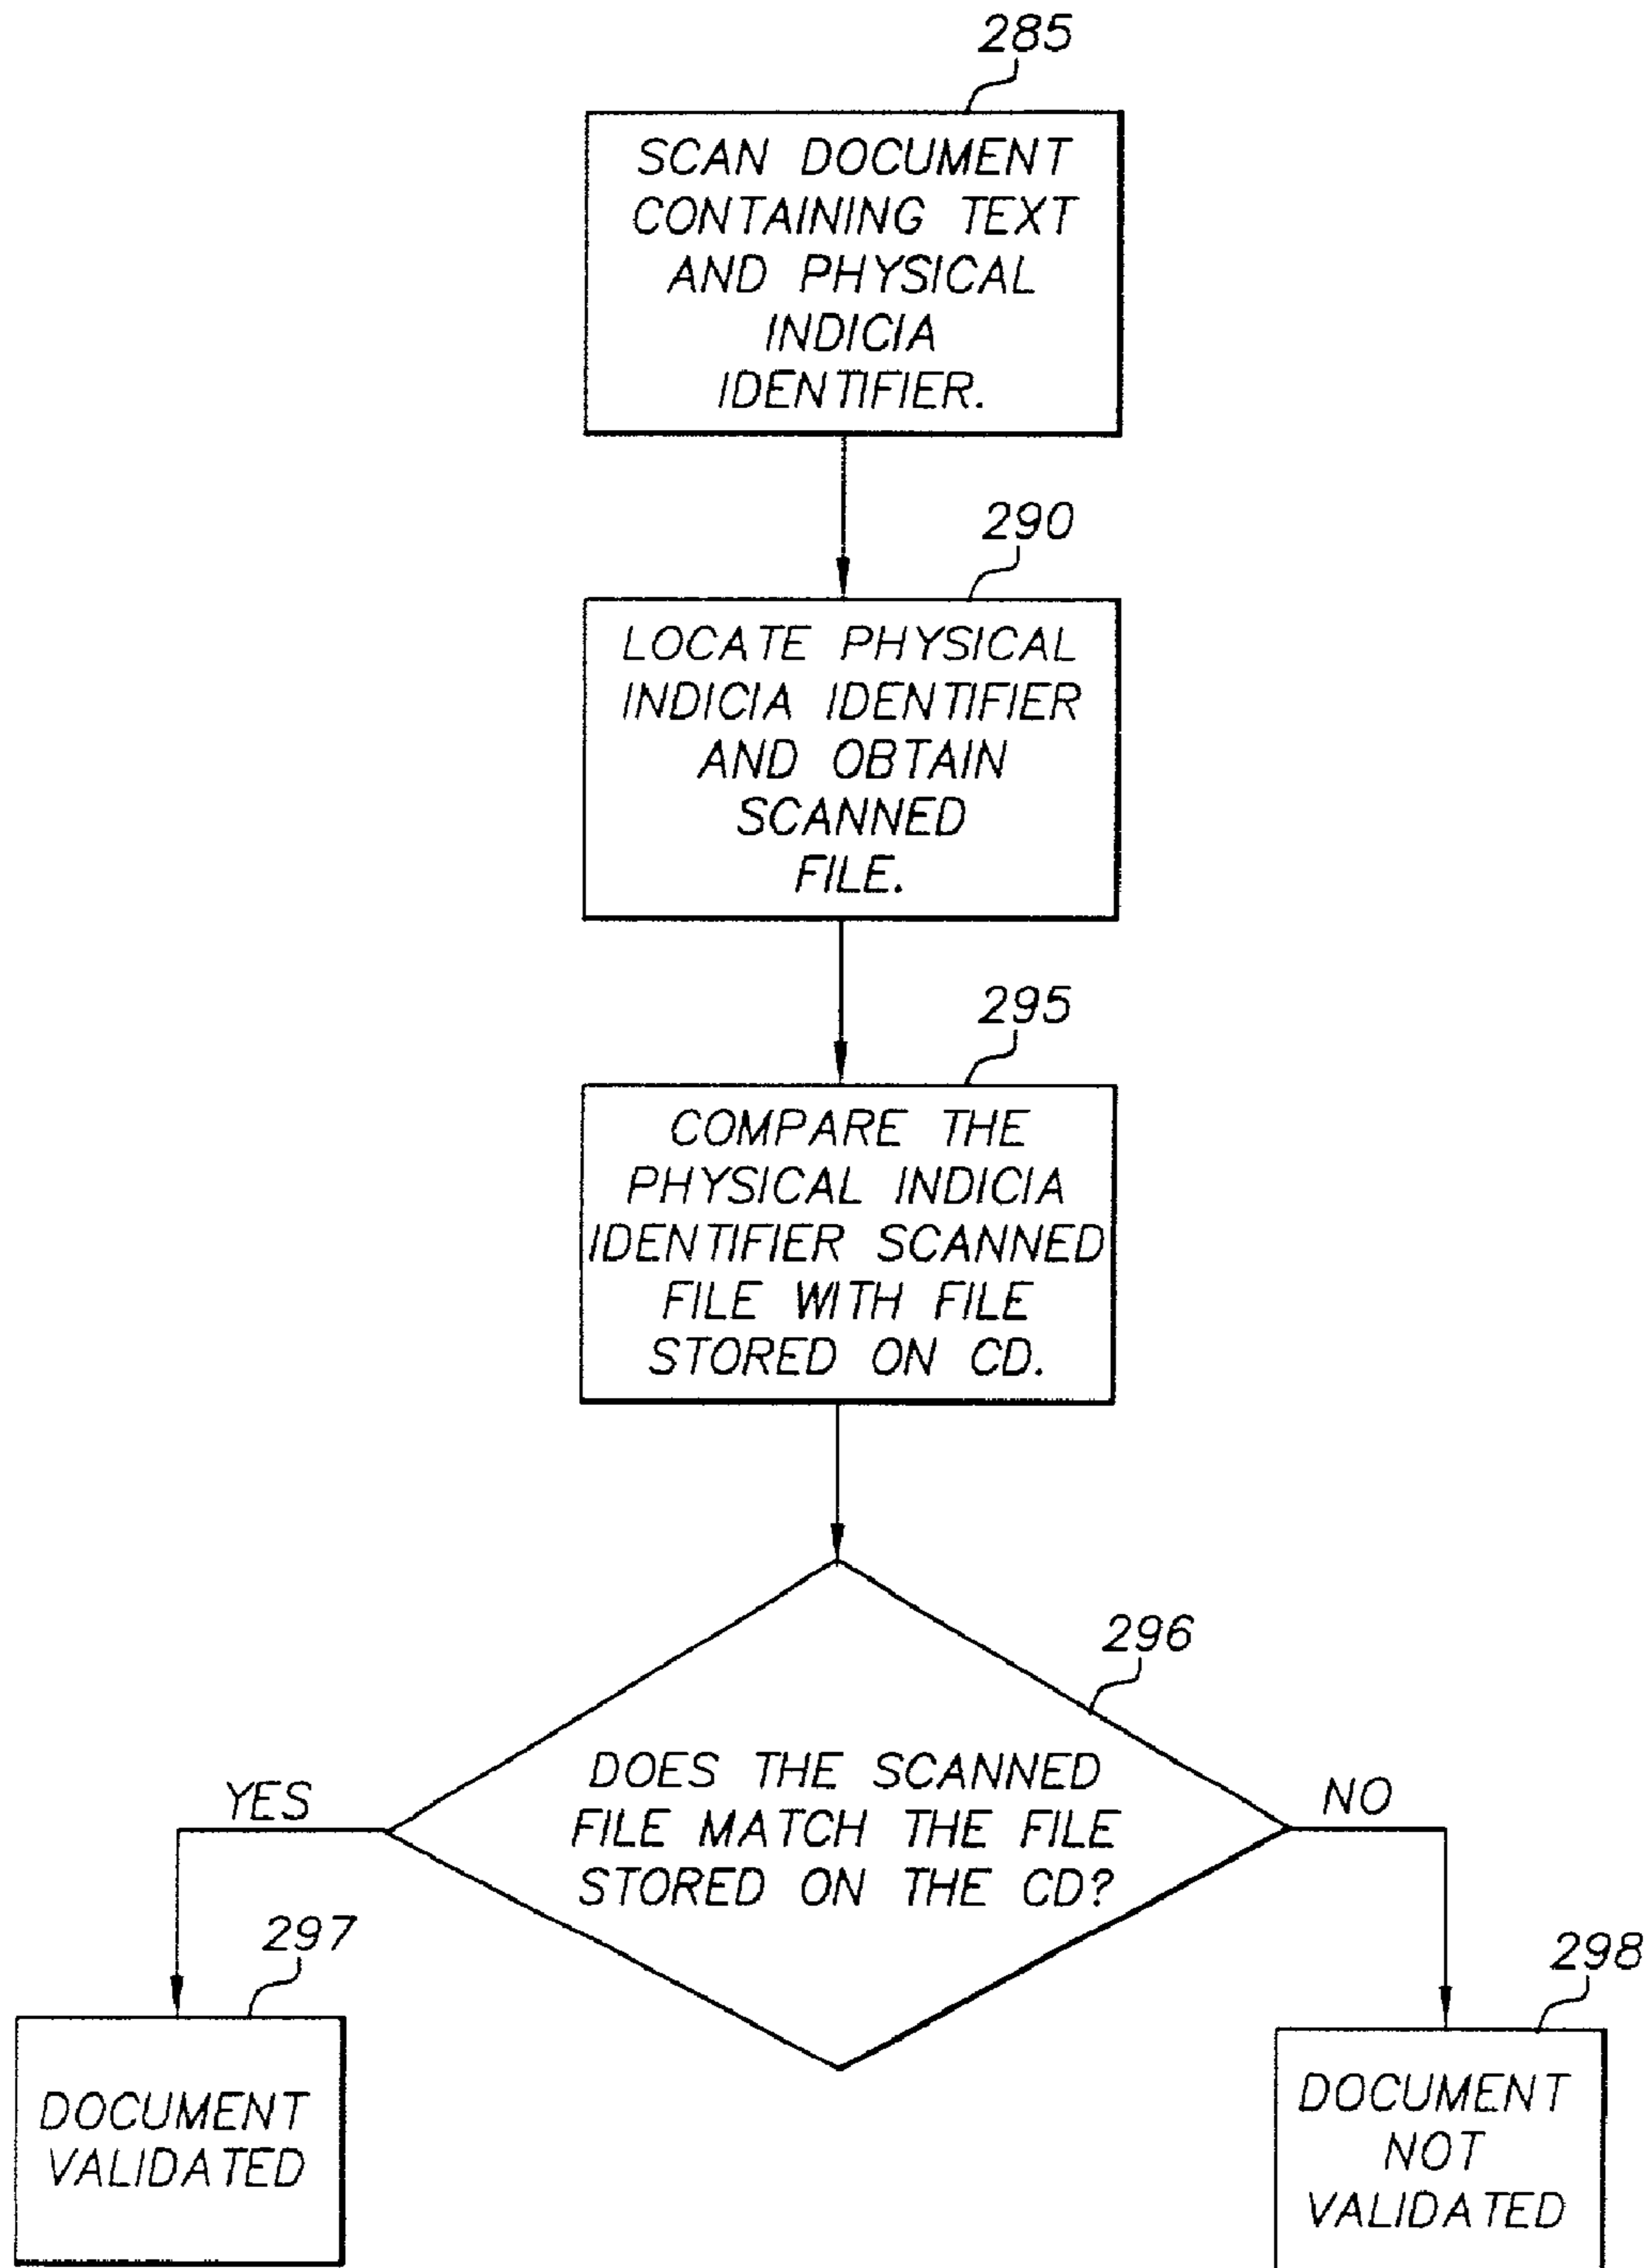 285
SCAN DOCUMENT
CONTAINING TEXT
AND PHYSICAL
INDICIA
IDENTIFIER.
290
LOCATE PHYSICAL
INDICIA IDENTIFIER
AND OBTAIN
SCANNED
FILE.
295
COMPARE THE
PHYSICAL INDICIA
IDENTIFIER SCANNED
FILE WITH FILE
STORED ON CD.
296
DOES THE SCANNED
FILE MATCH THE FILE
STORED ON THE CD?
YES
NO
297
DOCUMENT
VALIDATED
298
DOCUMENT
NOT
VALIDATED